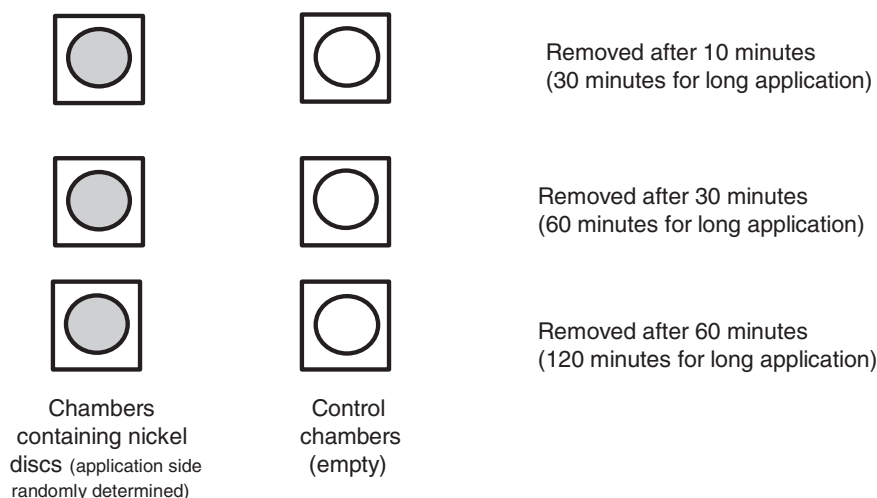 Removed after 10 minutes
(30 minutes for long application)
Removed after 30 minutes
(60 minutes for long application)
Removed after 60 minutes
(120 minutes for long application)
Chambers
containing nickel
discs (application side
randomly determined)
Control
chambers
(empty)